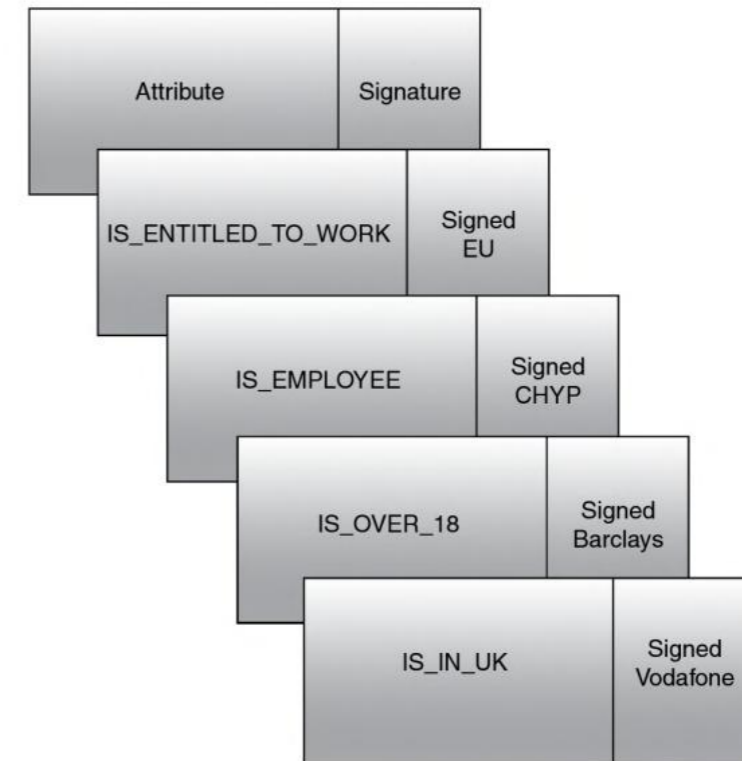 Attribute
Signature
IS_ENTITLED_TO_WORK
Signed
EU
IS_EMPLOYEE
Signed
CHYP
IS_OVER_18
Signed
Barclays
IS_IN_UK
Signed
Vodafone